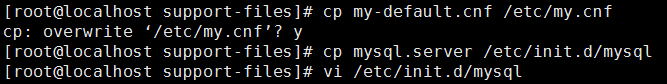 [root@localhost support-files]# cp my-default.cnf /etc/my.cnf
cp: overwrite ‘/etc/my.cnf’? y
[root@localhost support-files]# cp mysql.server /etc/init.d/mysql
[root@localhost support-files]# vi /etc/init.d/mysql